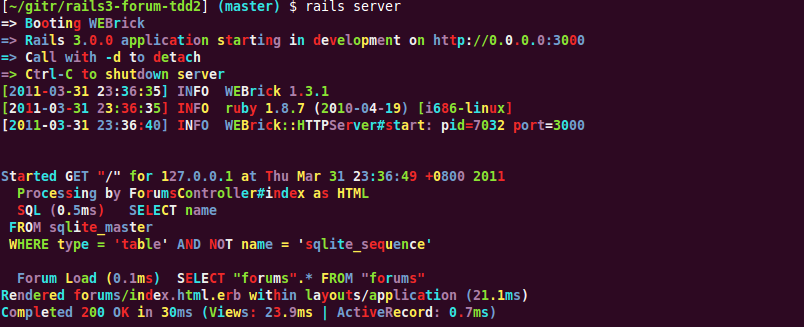 [~/gitr/rails3-forum-tdd2] (master) $ rails server
=> Booting WEBrick
=> Rails 3.0.0 application starting in development on http://0.0.0.0:3000
=> Call with -d to detach
=> Ctrl-C to shutdown server
[2011-03-31 23:36:35] INFO  WEBrick 1.3.1
[2011-03-31 23:36:35] INFO  ruby 1.8.7 (2010-04-19) [i686-linux]
[2011-03-31 23:36:40] INFO  WEBrick::HTTPServer#start: pid=7032 port=3000
Started GET "/" for 127.0.0.1 at Thu Mar 31 23:36:49 +0800 2011
  Processing by ForumsController#index as HTML
  SQL (0.5ms)   SELECT name
 FROM sqlite_master
 WHERE type = 'table' AND NOT name = 'sqlite_sequence'
  Forum Load (0.1ms)  SELECT "forums".* FROM "forums"
Rendered forums/index.html.erb within layouts/application (21.1ms)
Completed 200 OK in 30ms (Views: 23.9ms | ActiveRecord: 0.7ms)